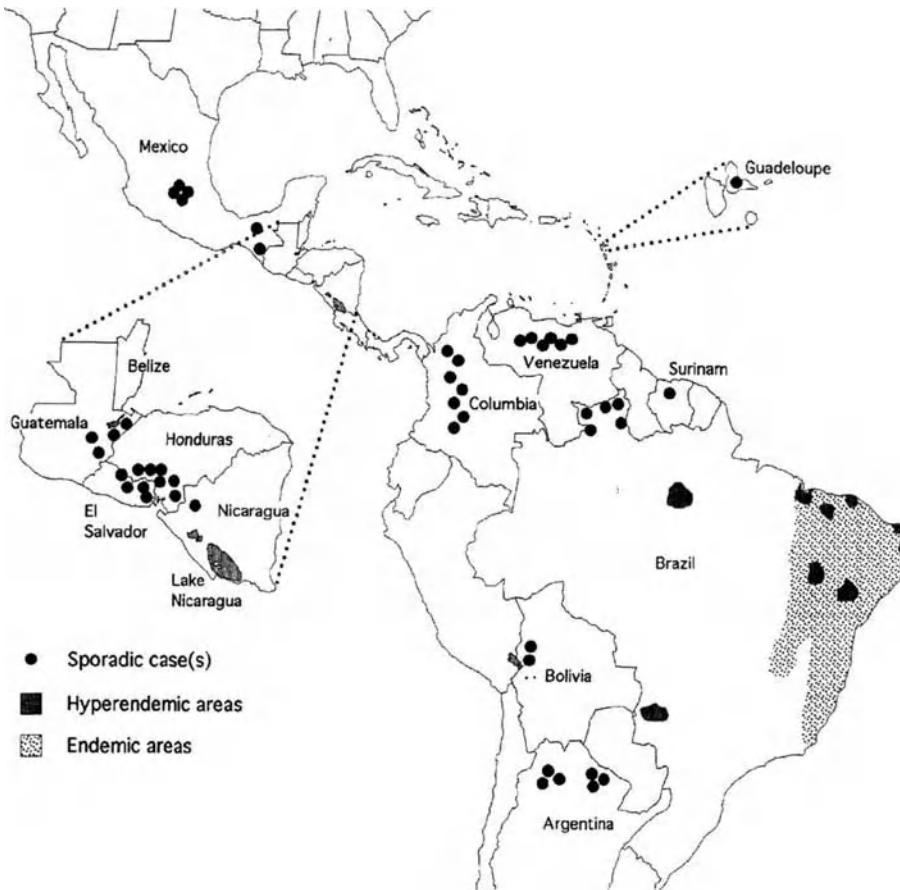 Mexico
Guadeloupe
Belize
Guatemala
Honduras
El
Salvador
Nicaragua
Lake
Nicaragua
Venezuela
Surinam
Columbia
Brazil
Bolivia
Argentina
Sporadic case(s)
Hyperendemic areas
Endemic areas